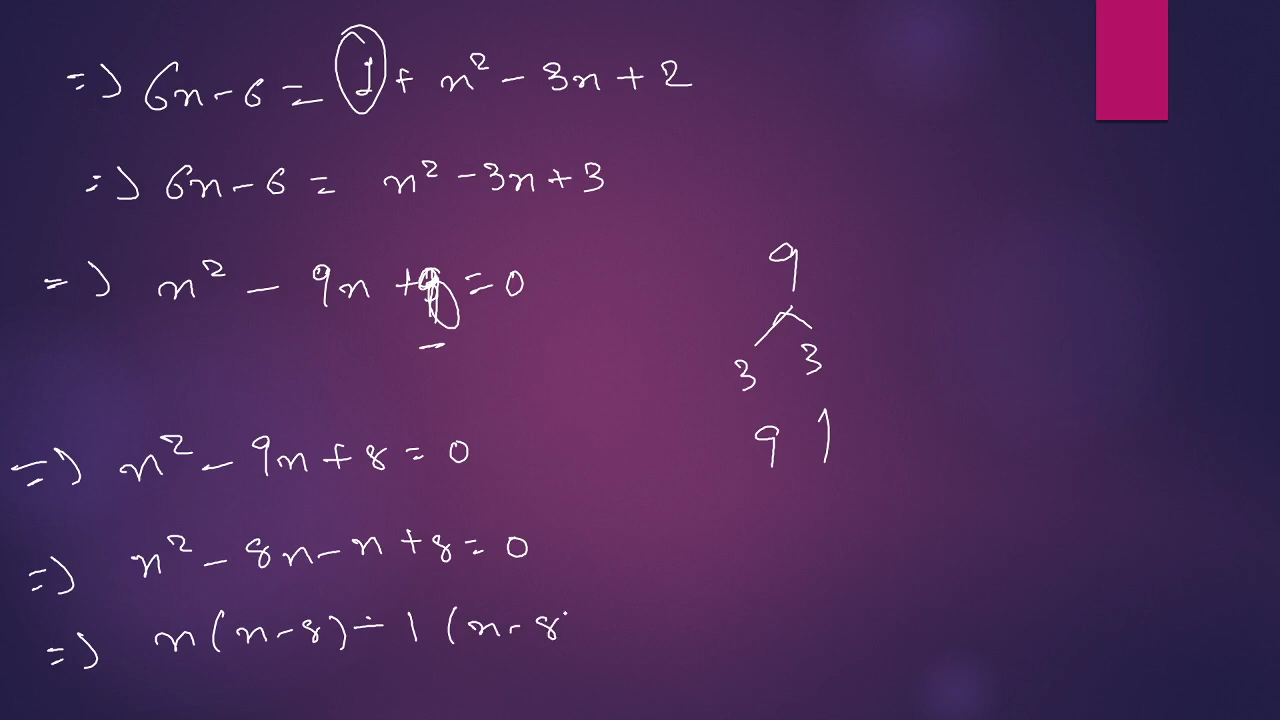 => 6n - 6 = 1 + n² - 3n + 2
=> 6n - 6 = n² - 3n + 3
=> n² - 9n + 9 = 0
9
3 3
9 1
=> n² - 9n + 8 = 0
=> n² - 8n - n + 8 = 0
=> n(n-8) - 1(n-8